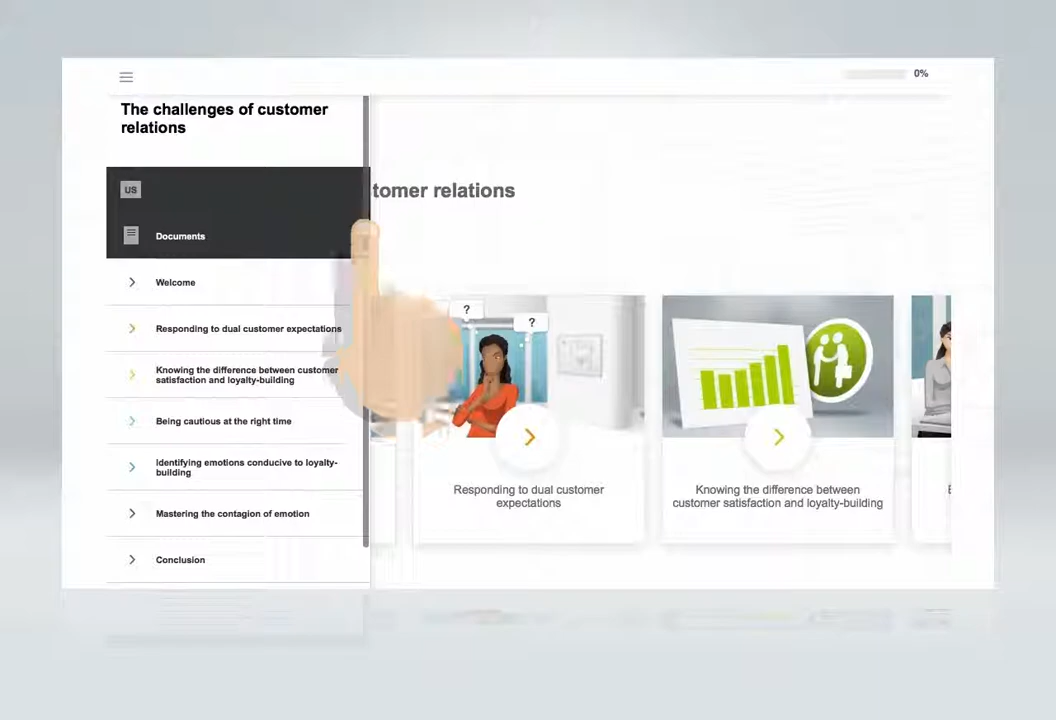 0%
The challenges of customer
relations
US
tomer relations
Documents
Welcome
Responding to dual customer expectations
Knowing the difference between customer
satisfaction and loyalty-building
Being cautious at the right time
Identifying emotions conducive to loyalty-
building
Mastering the contagion of emotion
Conclusion
?
?
Responding to dual customer
expectations
Knowing the difference between
customer satisfaction and loyalty-building